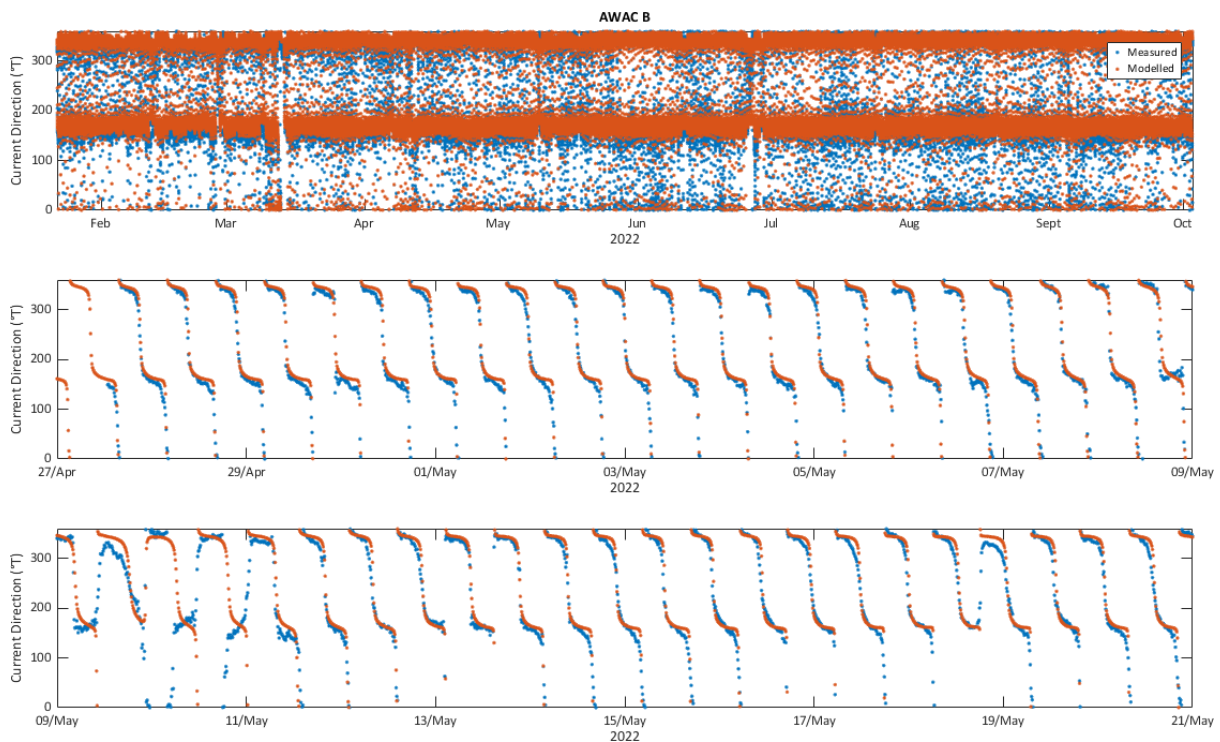 AWAC B
Current Direction (°T)
300
200
100
0
Measured
Modelled
Feb Mar Apr May Jun Jul Aug Sept Oct
2022
Current Direction (°T)
300
200
100
0
27/Apr 29/Apr 01/May 03/May 05/May 07/May 09/May
2022
Current Direction (°T)
300
200
100
0
09/May 11/May 13/May 15/May 17/May 19/May 21/May
2022